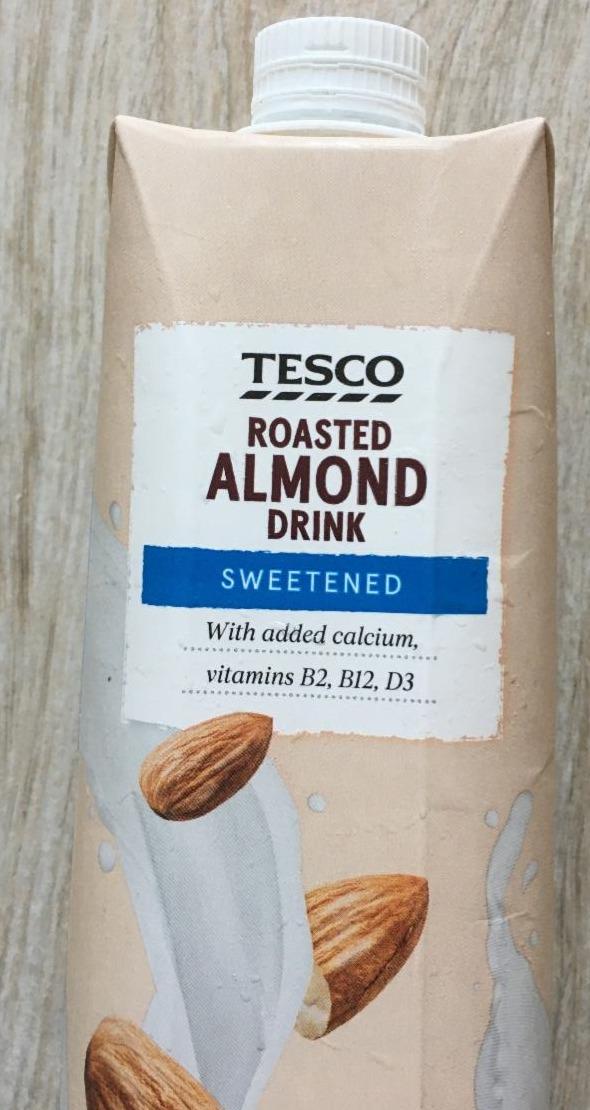 TESCO
ROASTED
ALMOND
DRINK
SWEETENED
With added calcium,
vitamins B2, B12, D3